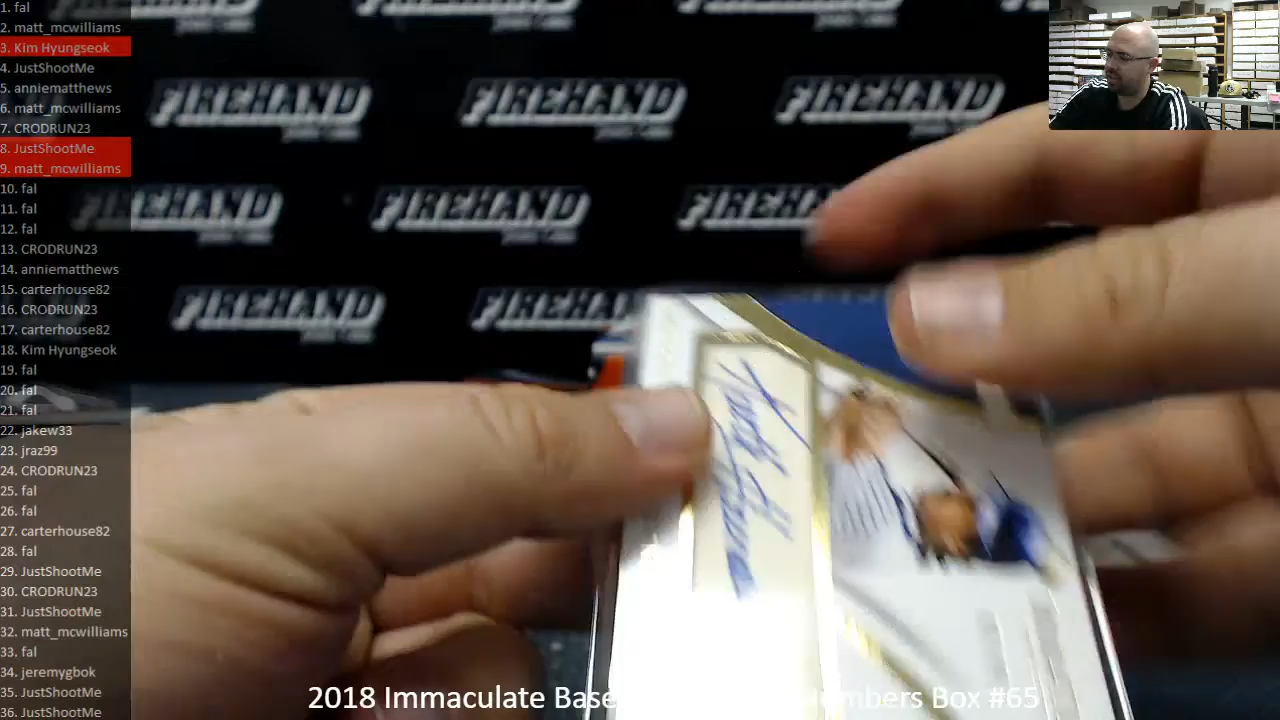 1. fal
2. matt_mcwilliams
3. Kim Hyungseok
4. JustShootMe
5. anniematthews
6. matt_mcwilliams
7. CRODRUN23
8. JustShootMe
9. matt_mcwilliams
10. fal
11. fal
12. fal
13. CRODRUN23
14. anniematthews
15. carterhouse82
16. CRODRUN23
17. carterhouse82
18. Kim Hyungseok
19. fal
20. fal
21. fal
22. jakew33
23. jraz99
24. CRODRUN23
25. fal
26. fal
27. carterhouse82
28. fal
29. JustShootMe
30. CRODRUN23
31. JustShootMe
32. matt_mcwilliams
33. fal
34. jeremygbok
35. JustShootMe
36. JustShootMe
FIREHAND FIREHAND FIREHAND
FIREHAND FIREHAND
FIREHAND FIREHAND
2018 Immaculate Box #65